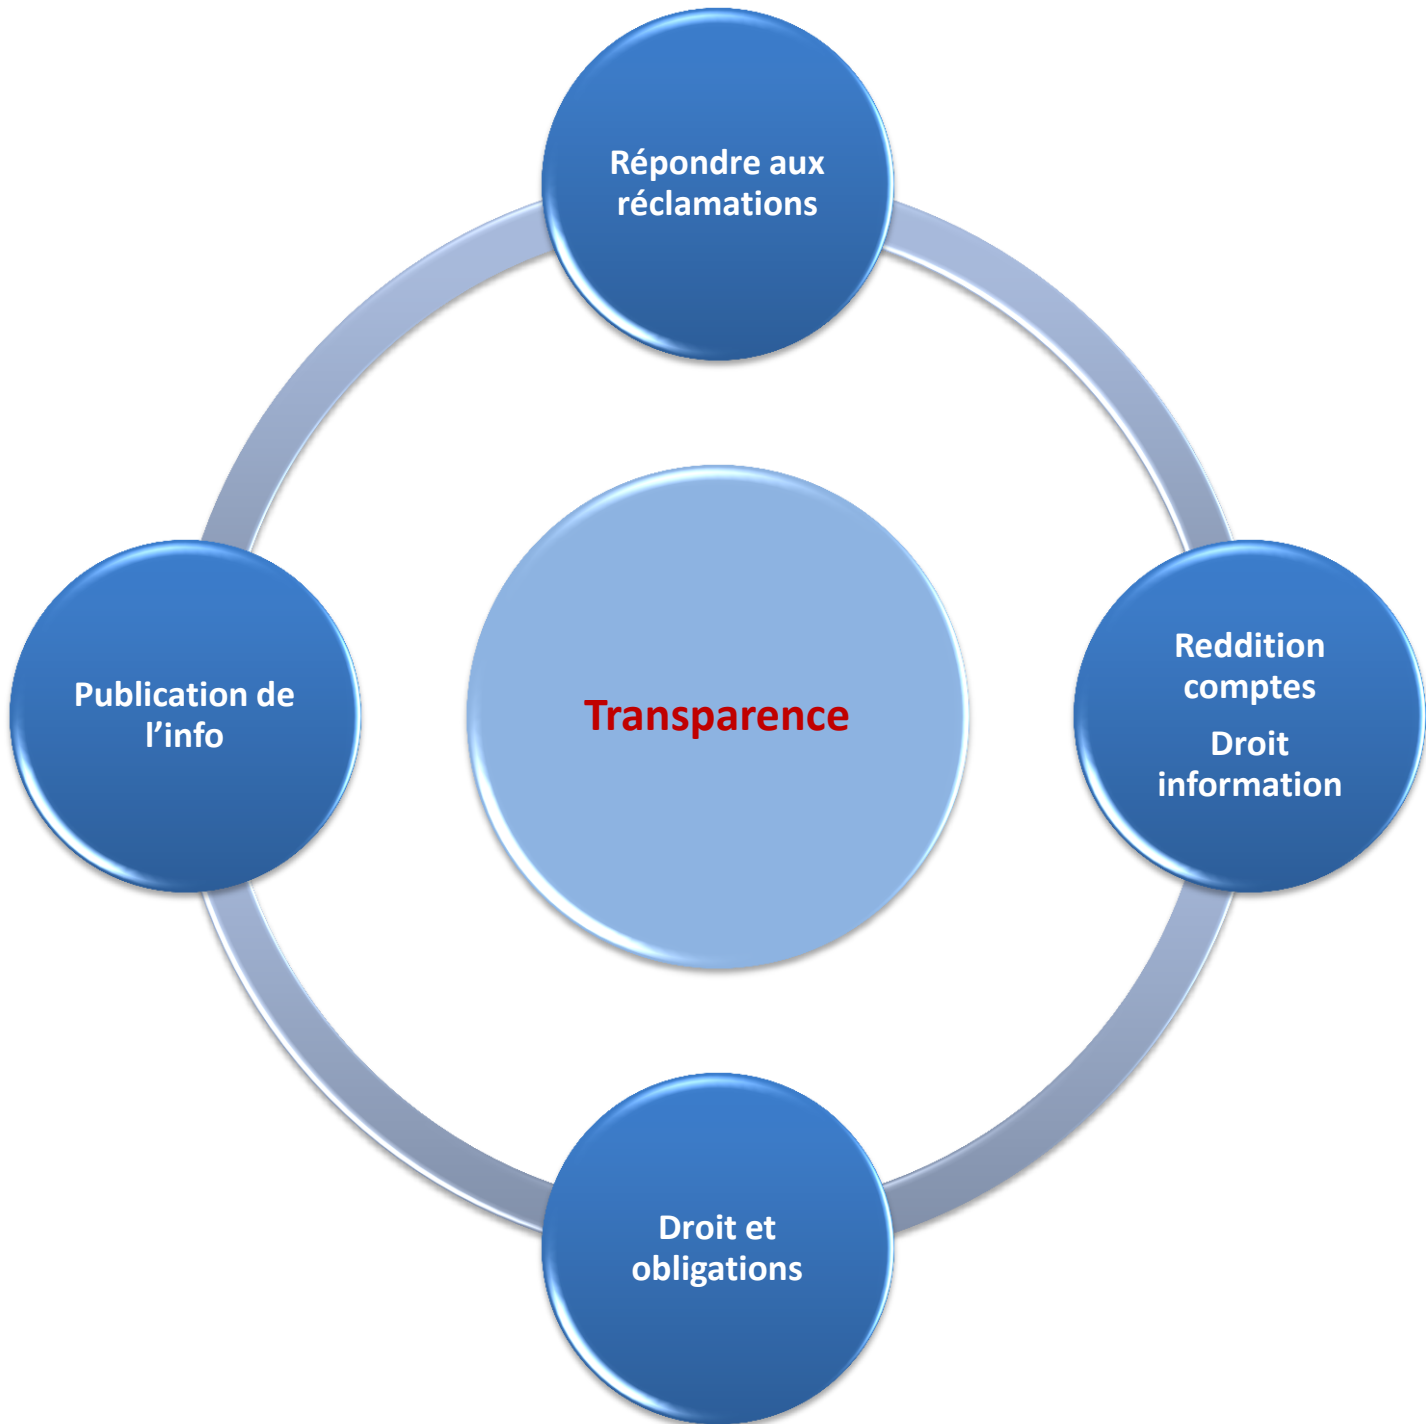 Répondre aux
réclamations
Reddition
comptes
Droit
information
Publication de
l’info
Transparence
Droit et
obligations